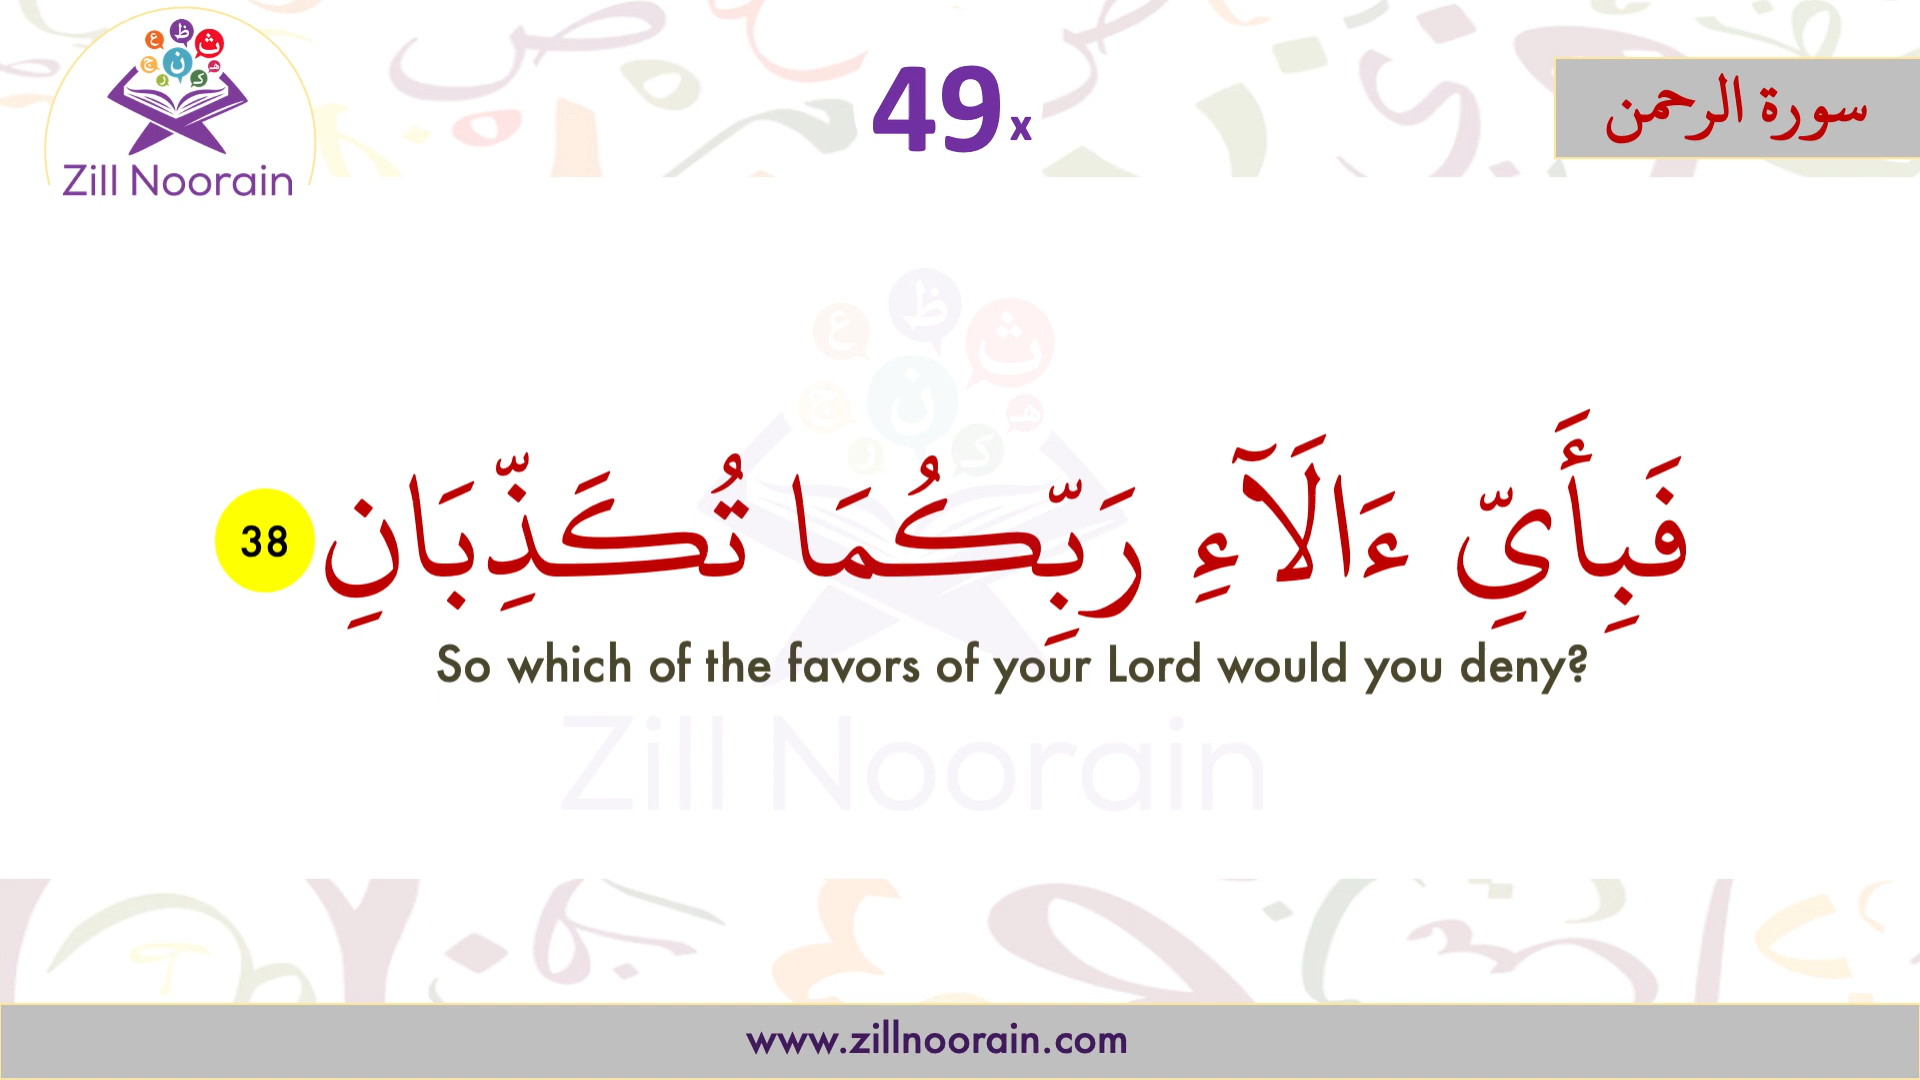 ع ظ ث
ج ن هـ
ر ك
Zill Noorain
49x
سورة الرحمن
فَبِأَيِّ ءَالَآءِ رَبِّكُمَا تُكَذِّبَانِ 38
So which of the favors of your Lord would you deny?
Zill Noorain
www.zillnoorain.com